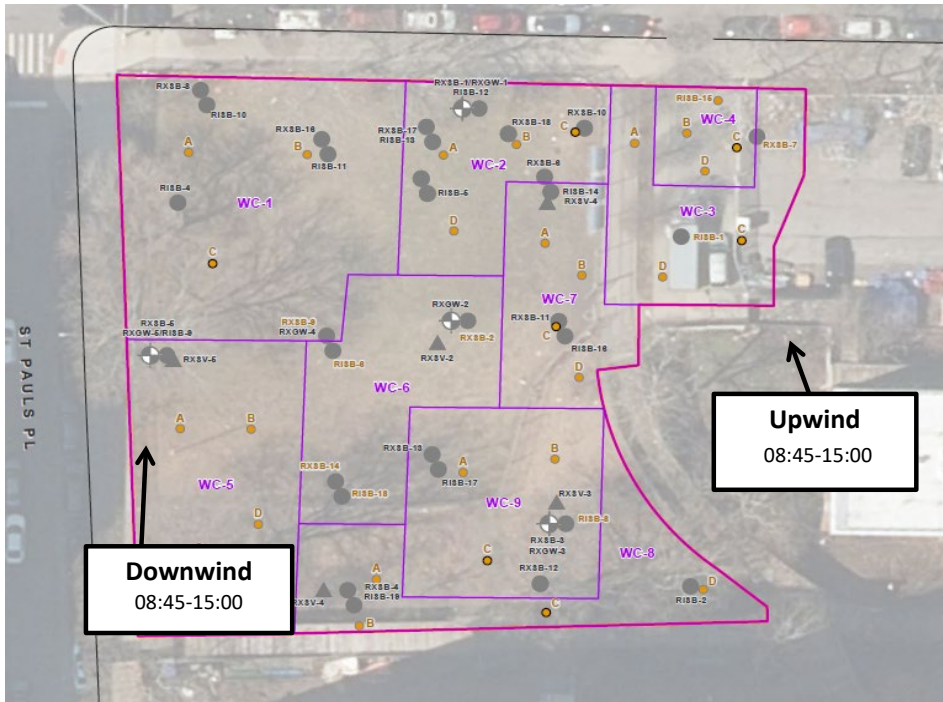 RXSB-8
RISB-10
A
RXSB-16
B
RISB-11
RISB-4
WC-1
C
RXSB-1/RXGW-1
RISB-12
RXSB-17
RISB-13
A
RXSB-18
B
C
RXSB-10
WC-2
RXSB-6
RISB-5
D
RISB-14
RXSV-4
A
RISB-15
B
WC-4
C
RXSB-7
D
WC-3
RISB-1
C
D
A
B
WC-7
RXSB-11
C
RISB-16
D
RXGW-2
RISB-2
RXSV-2
RXSB-9
RXGW-4
RISB-6
WC-6
RXSB-5
RXGW-5/RISB-9
RXSV-5
ST PAULS PL
A
B
WC-5
D
RXSB-14
RISB-18
RXSB-13
A
RISB-17
B
WC-9
RXSV-3
RISB-8
RXSB-3
RXGW-3
C
RXSB-12
WC-8
A
RXSB-4
RXSV-4
RISB-19
B
C
D
RISB-2
Upwind
08:45-15:00
Downwind
08:45-15:00